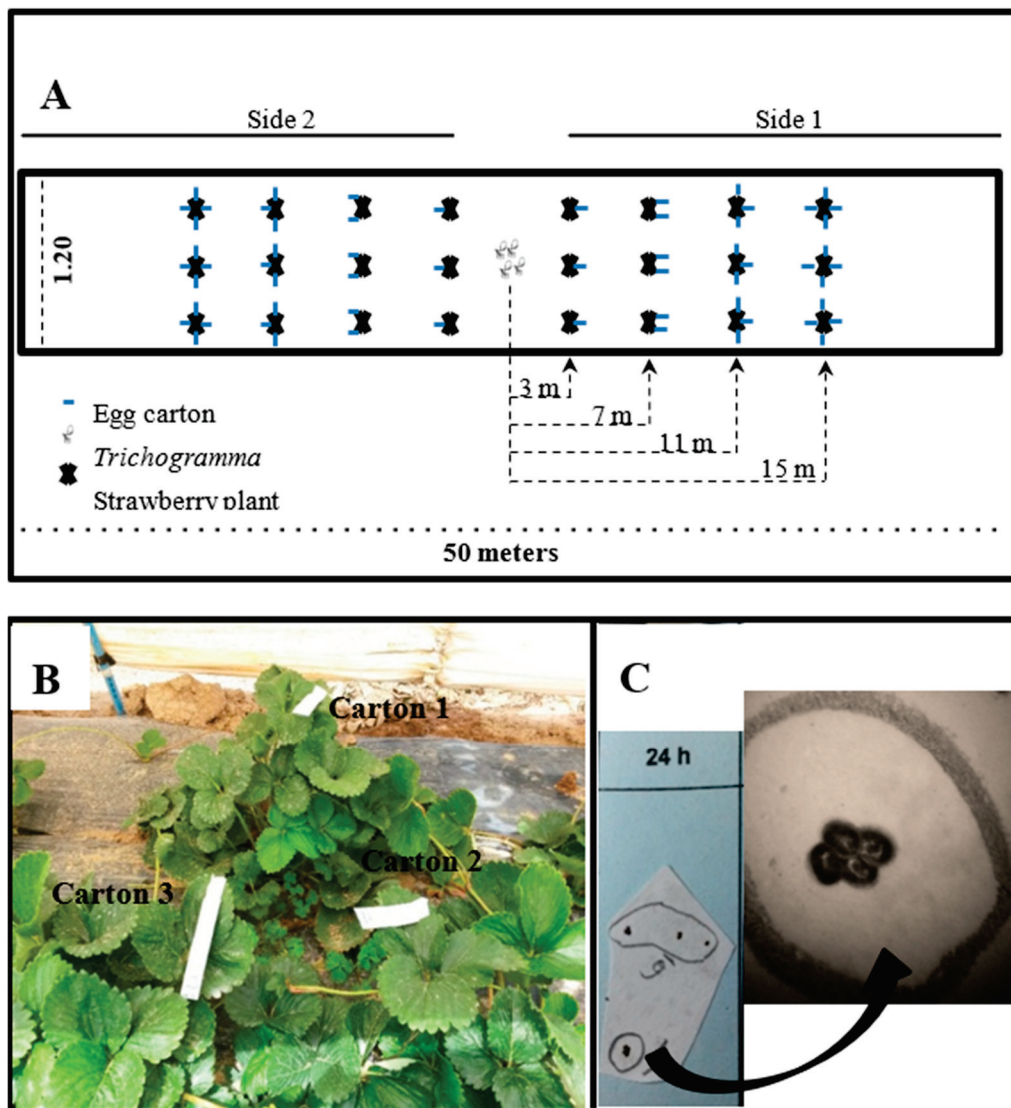 A
Side 2
Side 1
1.20
3 m
7 m
11 m
15 m
Egg carton
Trichogramma
Strawberry plant
50 meters
B
Carton 1
Carton 2
Carton 3
C
24 h